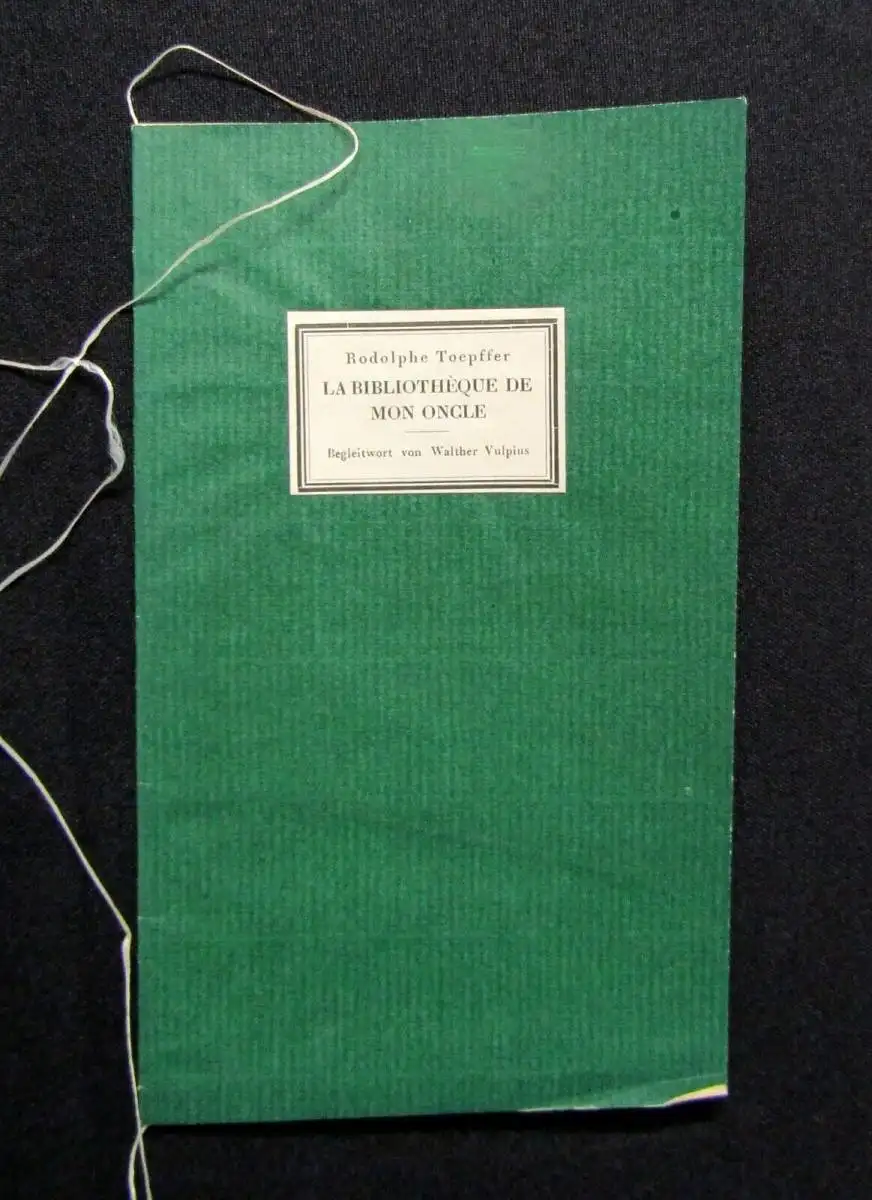 Rodolphe Toepffer
LA BIBLIOTHÈQUE DE
MON ONCLE
Begleitwort von Walther Vulpius